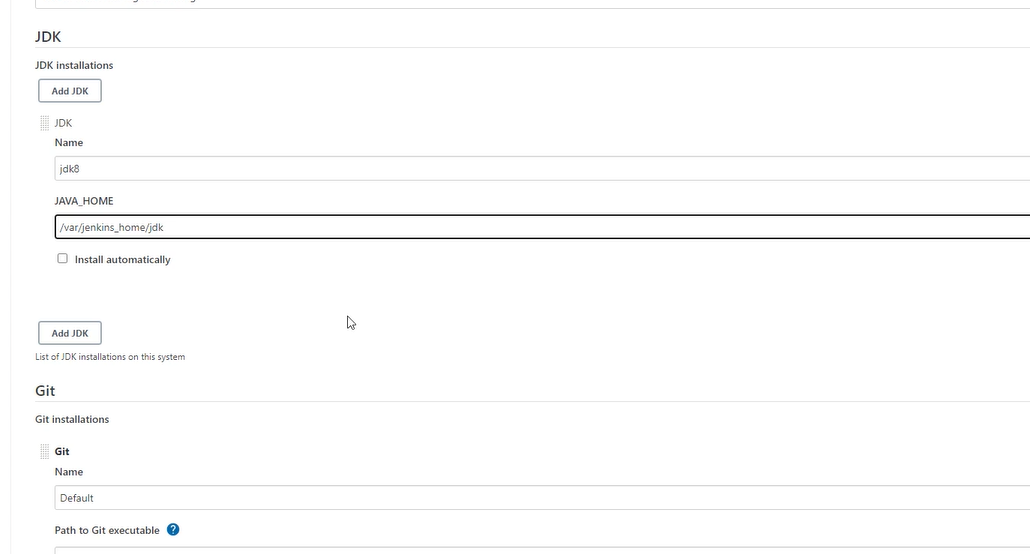 JDK
JDK installations
Add JDK
JDK
Name
jdk8
JAVA_HOME
/var/jenkins_home/jdk
Install automatically
Add JDK
List of JDK installations on this system
Git
Git installations
Git
Name
Default
Path to Git executable ?